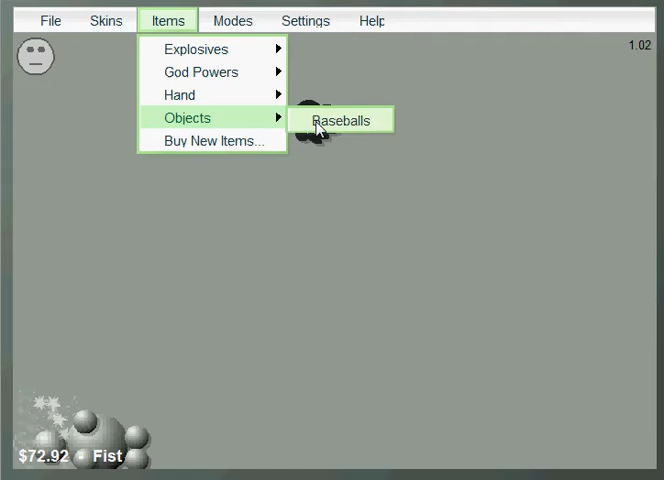 File Skins Items Modes Settings Help
1.02
Explosives
God Powers
Hand
Objects
Baseballs
Buy New Items...
$72.92 - Fist